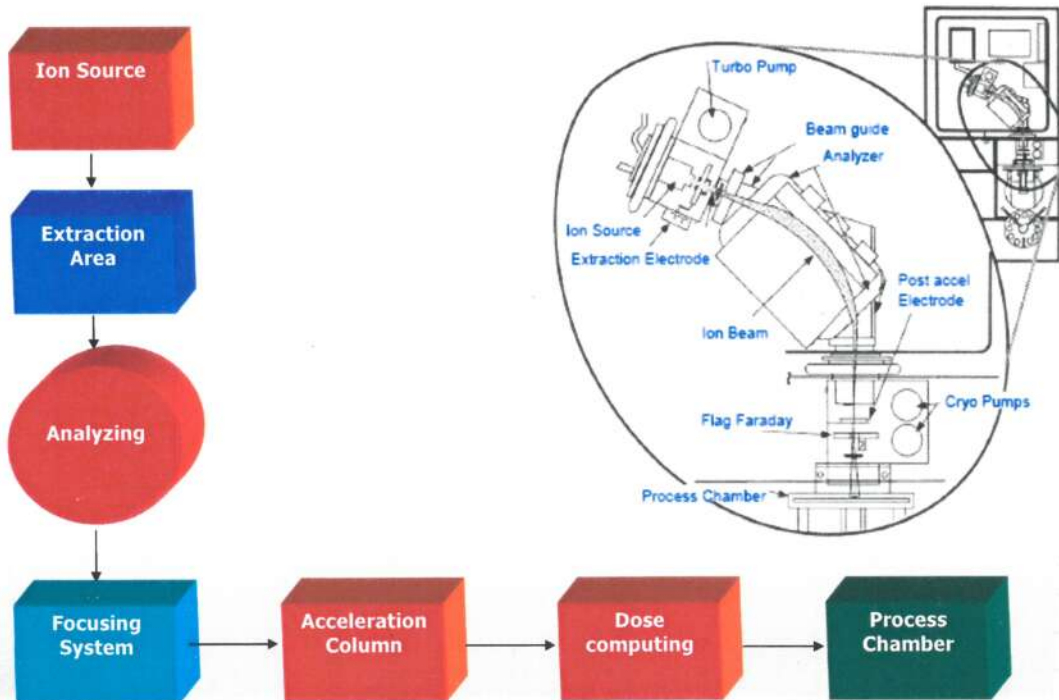 Ion Source
Extraction
Area
Analyzing
Focusing
System
Acceleration
Column
Dose
computing
Process
Chamber
Turbo Pump
Beam guide
Analyzer
Ion Source
Extraction Electrode
Post accel
Electrode
Ion Beam
Cryo Pumps
Flag Faraday
Process Chamber